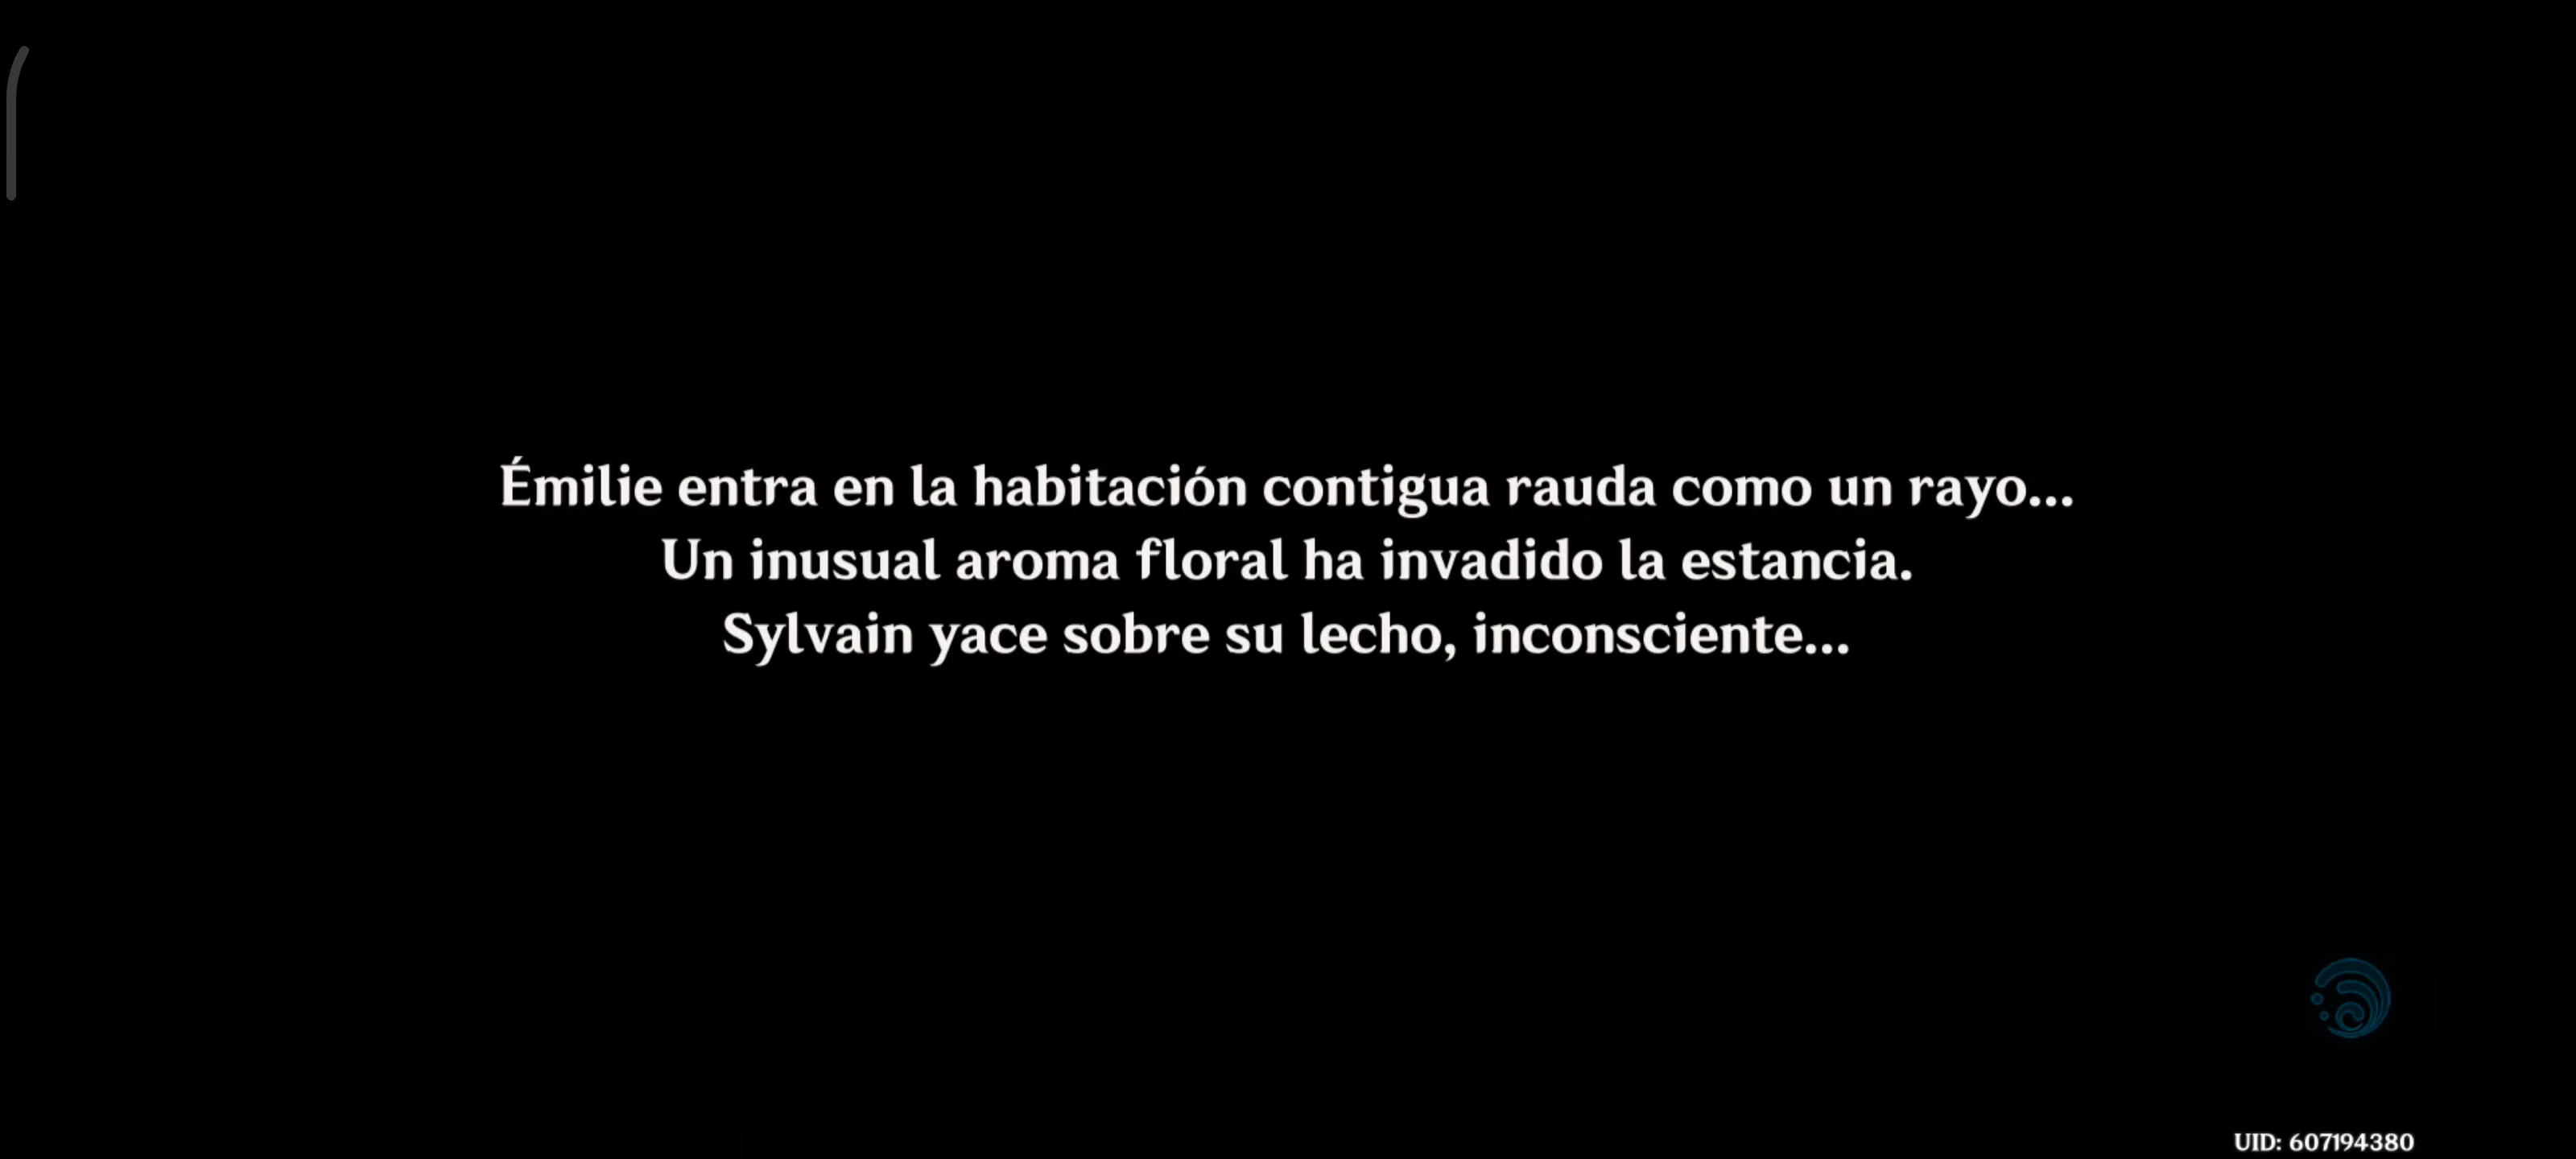 Émilie entra en la habitación contigua rauda como un rayo...
Un inusual aroma floral ha invadido la estancia.
Sylvain yace sobre su lecho, inconsciente...
UID: 607194380